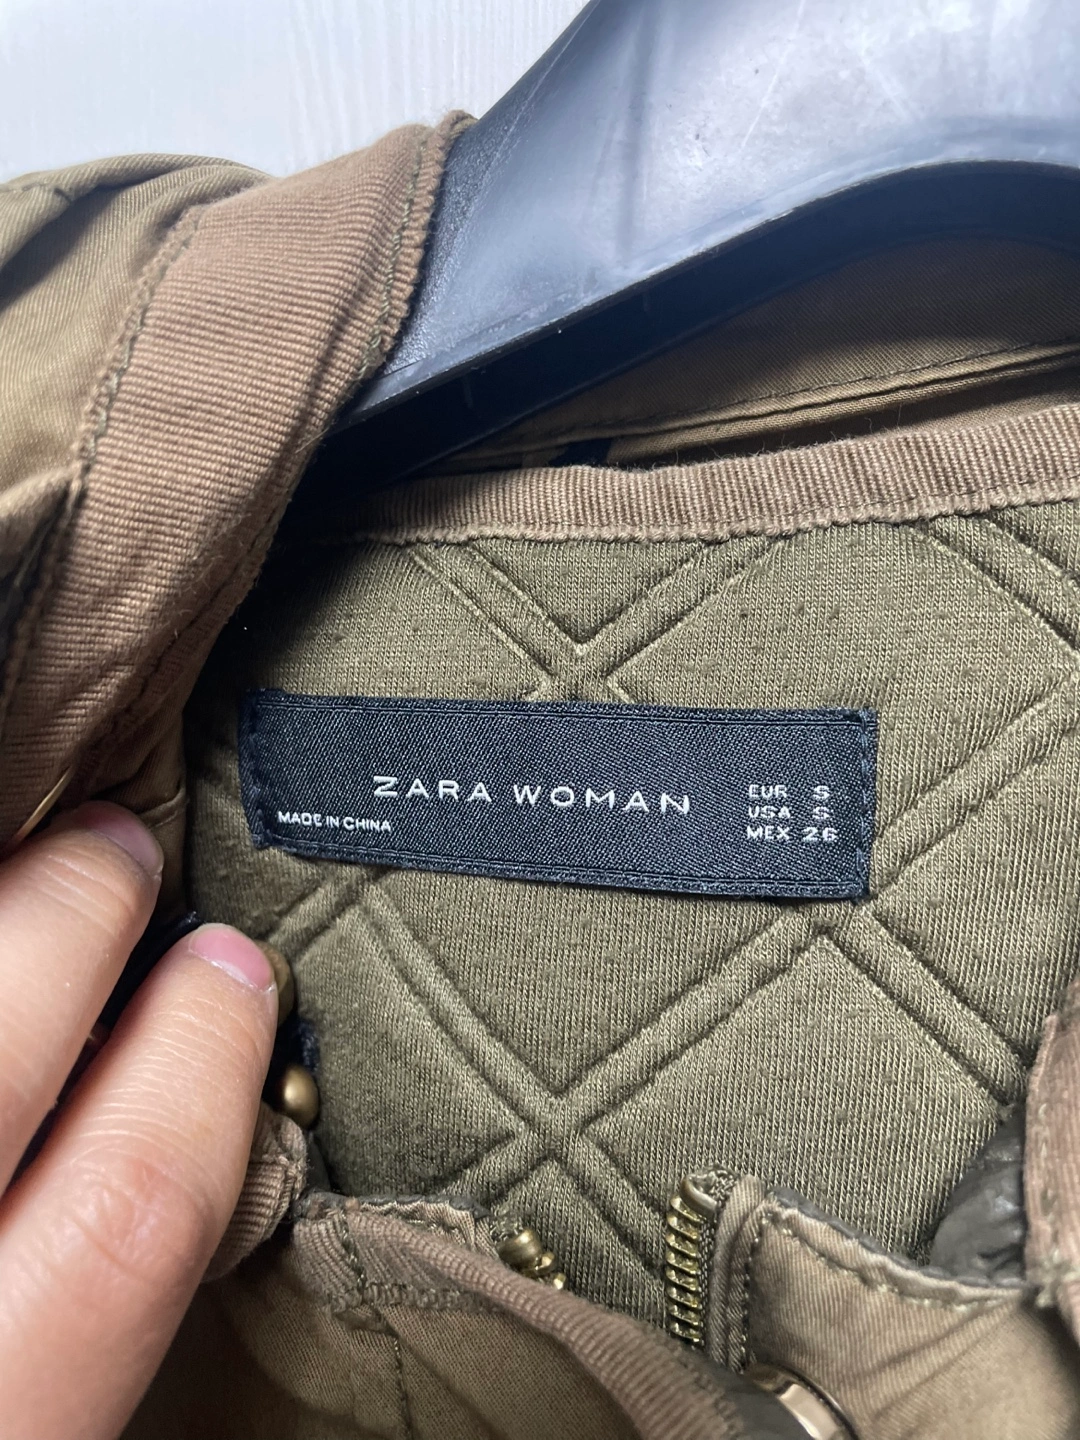 ZARA WOMAN
MADE IN CHINA
EUR S
USA S
MEX 26